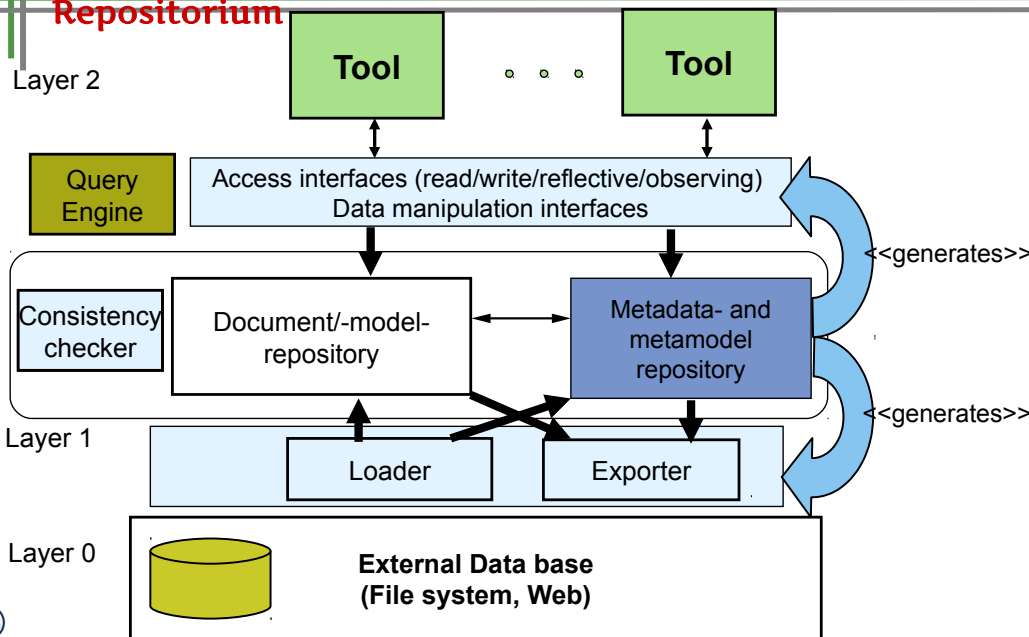 Repositorium
Layer 2
Tool
Tool
Query
Engine
Access interfaces (read/write/reflective/observing)
Data manipulation interfaces
<<generates>>
Consistency
checker
Document/-model-
repository
Metadata- and
metamodel
repository
<<generates>>
Layer 1
Loader
Exporter
Layer 0
External Data base
(File system, Web)